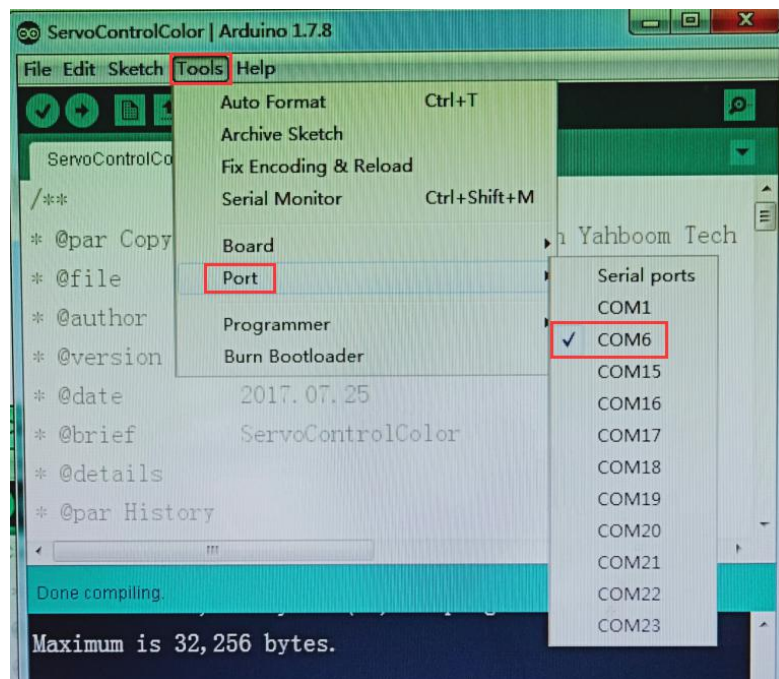 ServoControlColor | Arduino 1.7.8
File Edit Sketch Tools Help
Auto Format Ctrl+T
Archive Sketch
Fix Encoding & Reload
Serial Monitor Ctrl+Shift+M
Board
Port
Programmer
Burn Bootloader
Serial ports
COM1
✓ COM6
COM15
COM16
COM17
COM18
COM19
COM20
COM21
COM22
COM23
ServoControlCo
/**
* @par Copy Yahboom Tech
* @file
* @author
* @version
* @date 2017.07.25
* @brief ServoControlColor
* @details
* @par History
Done compiling.
Maximum is 32,256 bytes.